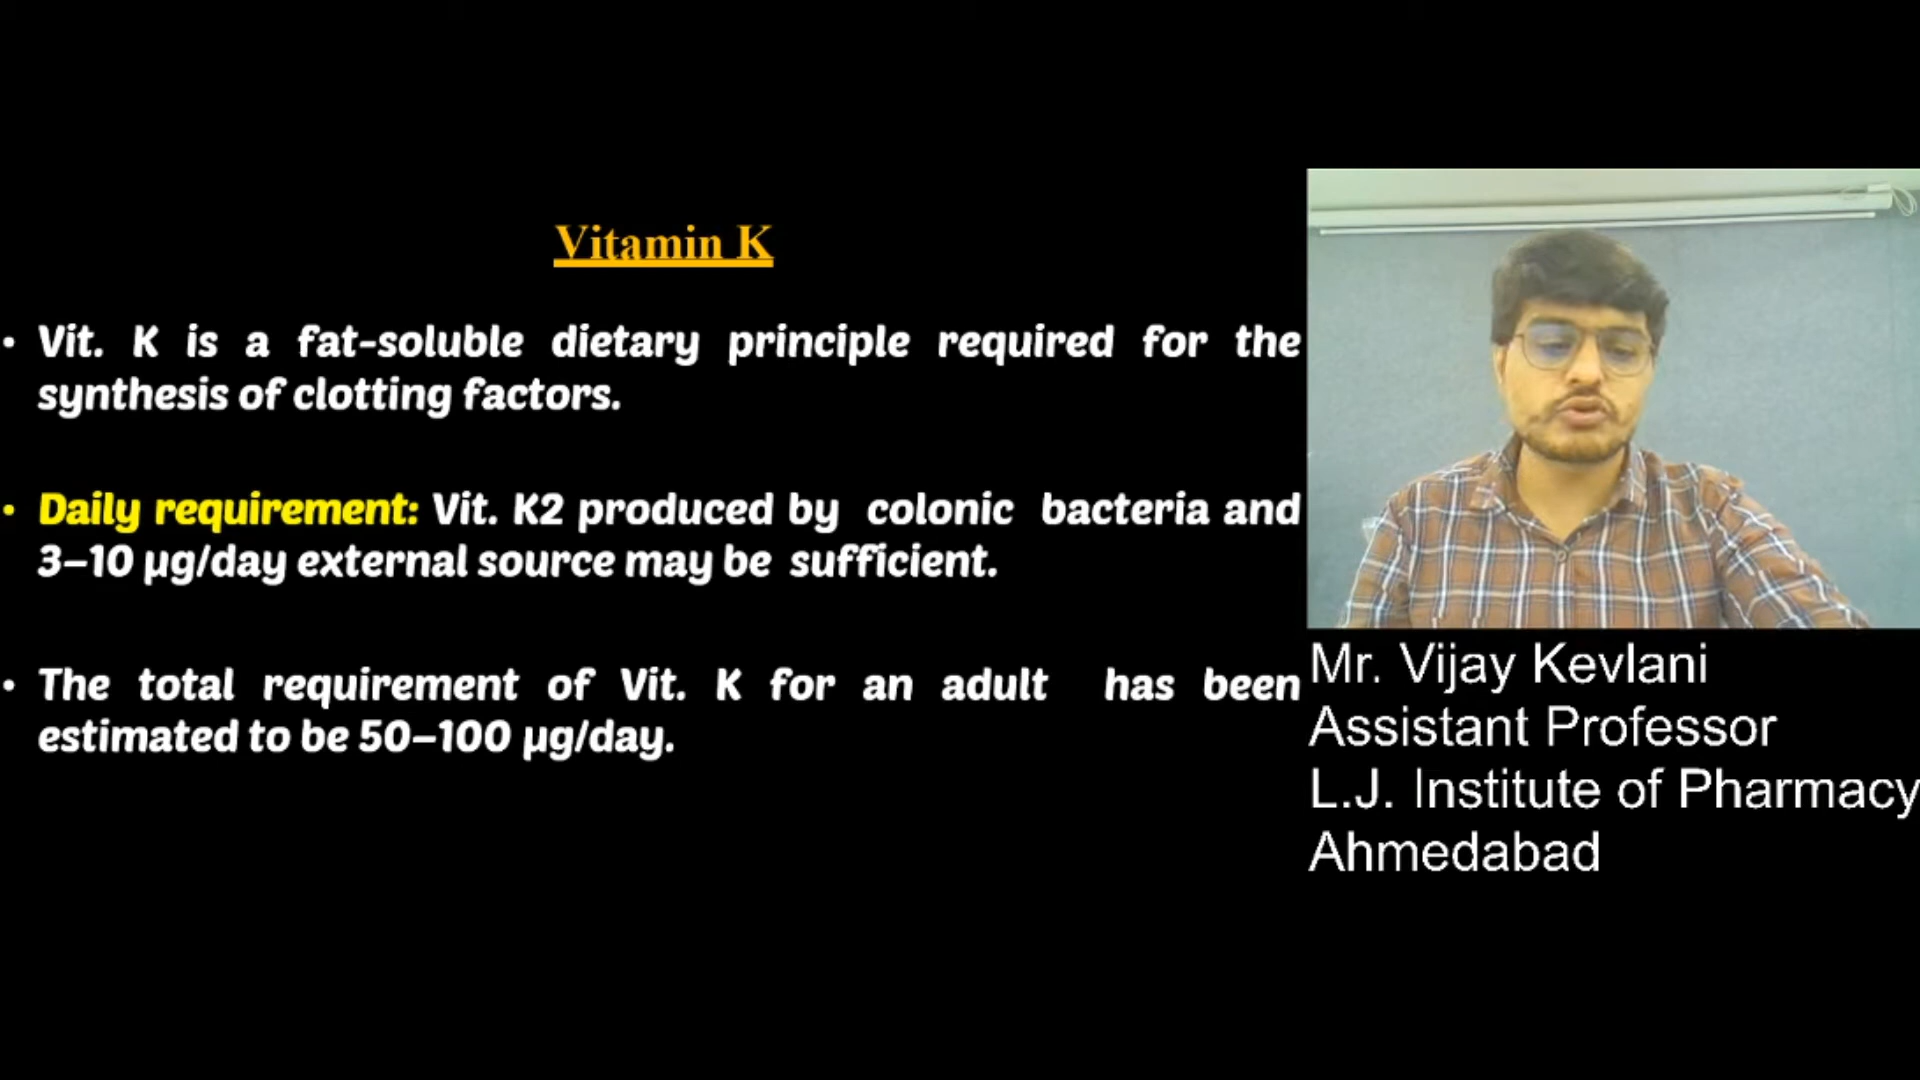 Vitamin K
• Vit. K is a fat-soluble dietary principle required for the
synthesis of clotting factors.
• Daily requirement: Vit. K2 produced by colonic bacteria and
3–10 μg/day external source may be sufficient.
• The total requirement of Vit. K for an adult has been
estimated to be 50–100 μg/day.
Mr. Vijay Kevlani
Assistant Professor
L.J. Institute of Pharmacy
Ahmedabad